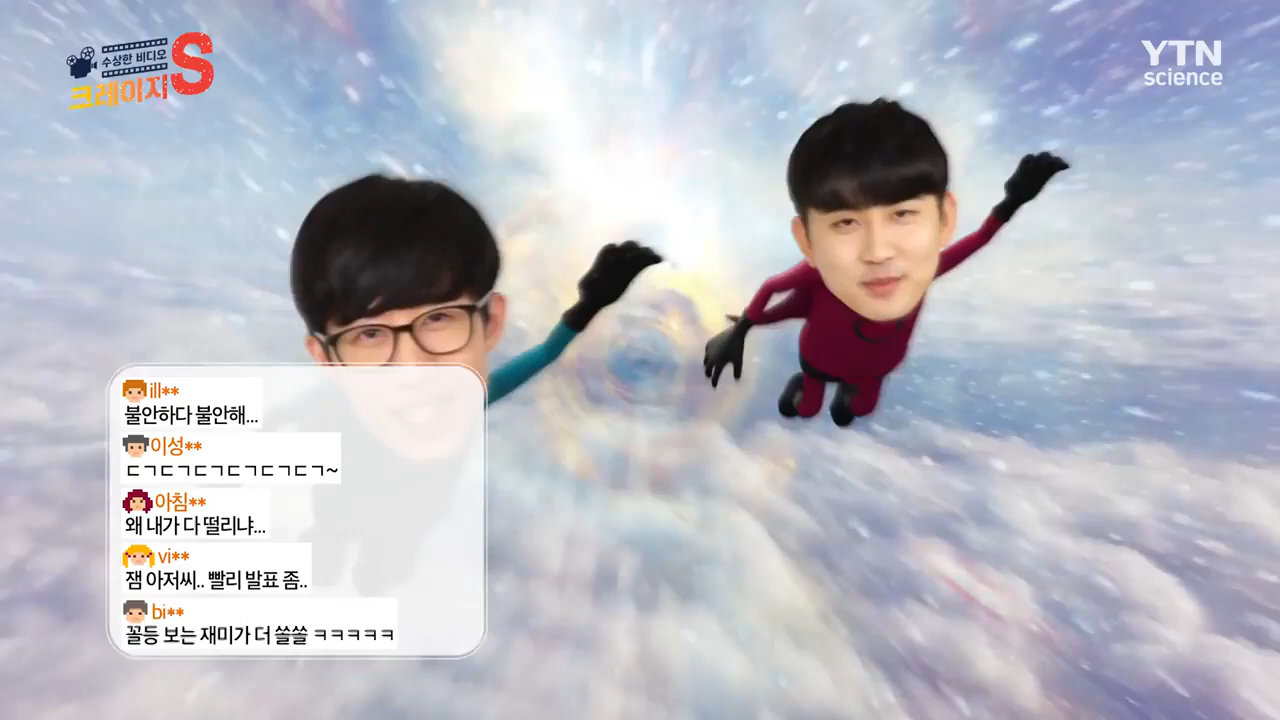 수상한 비디오
크레이지 S
YTN
science
ill**
불안하다 불안해...
이성**
ㄷㄱㄷㄱㄷㄱㄷㄱㄷㄱㄷㄱ~
아침**
왜 내가 다 떨리냐...
vi**
잼 아저씨.. 빨리 발표 좀..
bi**
꼴등 보는 재미가 더 쏠쏠 ㅋㅋㅋㅋㅋ